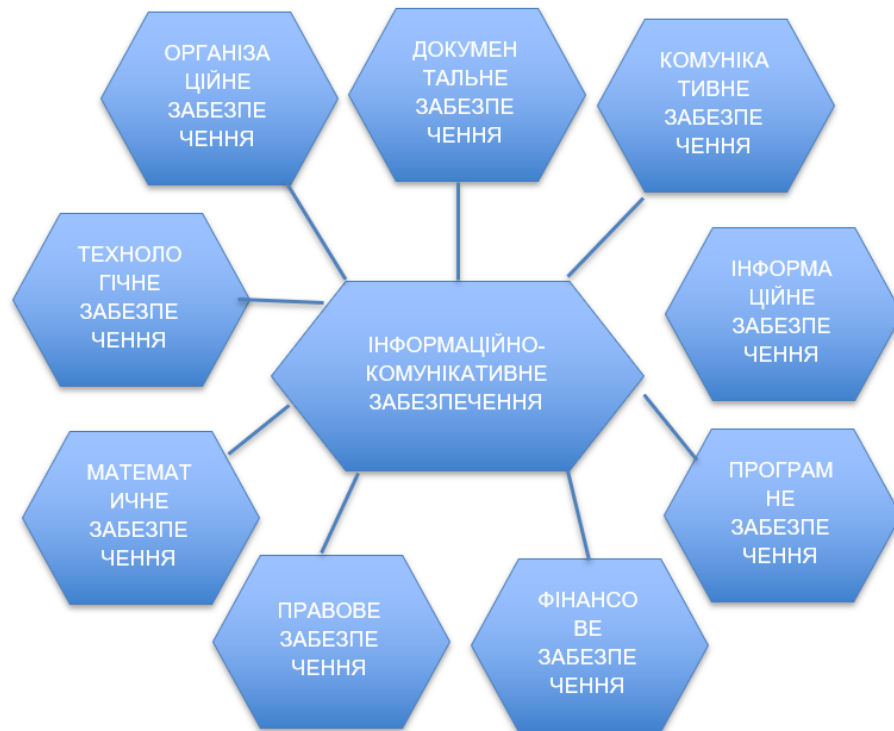 ОРГАНІЗА
ЦІЙНЕ
ЗАБЕЗПЕ
ЧЕННЯ
ДОКУМЕН
ТАЛЬНЕ
ЗАБЕЗПЕ
ЧЕННЯ
КОМУНІКА
ТИВНЕ
ЗАБЕЗПЕ
ЧЕННЯ
ТЕХНОЛО
ГІЧНЕ
ЗАБЕЗПЕ
ЧЕННЯ
ІНФОРМАЦІЙНО-
КОМУНІКАТИВНЕ
ЗАБЕЗПЕЧЕННЯ
ІНФОРМА
ЦІЙНЕ
ЗАБЕЗПЕ
ЧЕННЯ
МАТЕМАТ
ИЧНЕ
ЗАБЕЗПЕ
ЧЕННЯ
ПРОГРАМ
НЕ
ЗАБЕЗПЕ
ЧЕННЯ
ПРАВОВЕ
ЗАБЕЗПЕ
ЧЕННЯ
ФІНАНСО
ВЕ
ЗАБЕЗПЕ
ЧЕННЯ